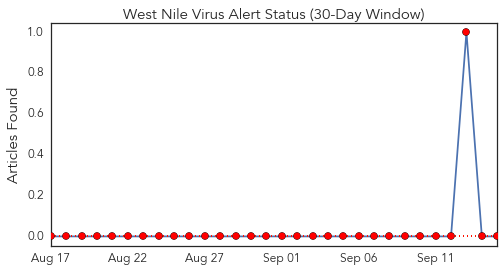 West Nile Virus Alert Status (30-Day Window)
Articles Found
1.0
0.8
0.6
0.4
0.2
0.0
Aug 17 Aug 22 Aug 27 Sep 01 Sep 06 Sep 11